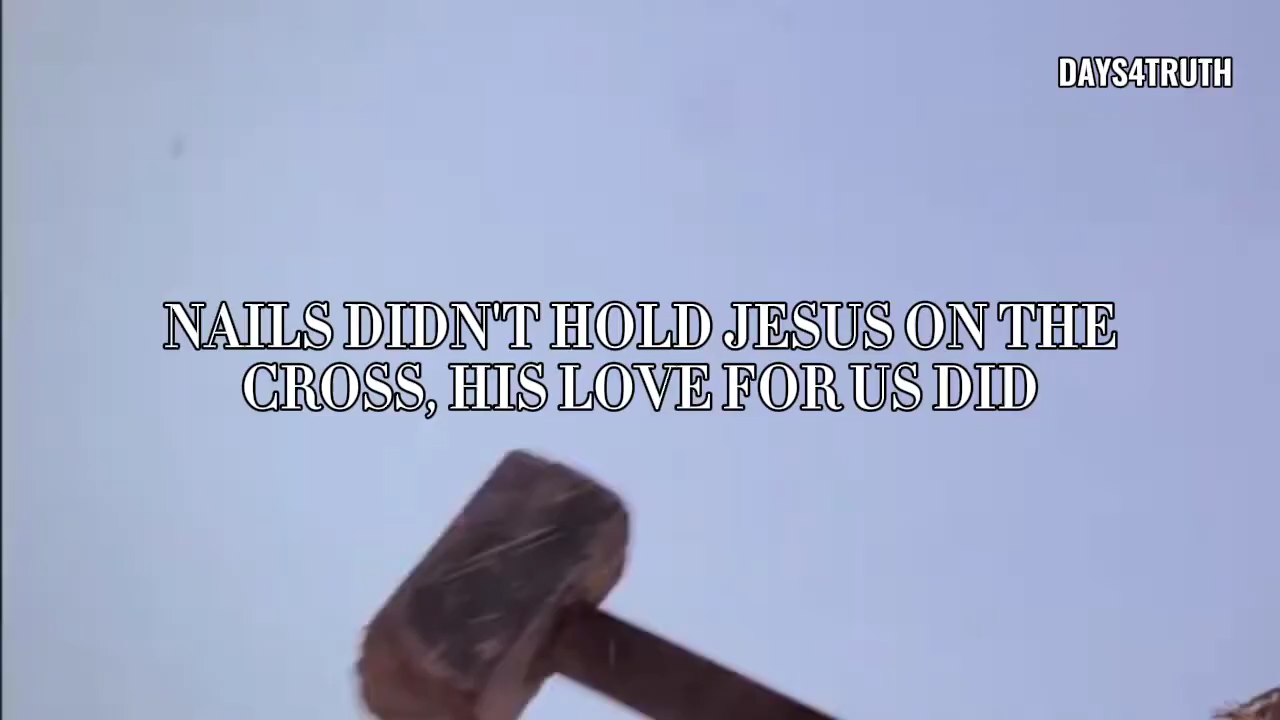 DAYS4TRUTH
NAILS DIDN'T HOLD JESUS ON THE
CROSS, HIS LOVE FOR US DID